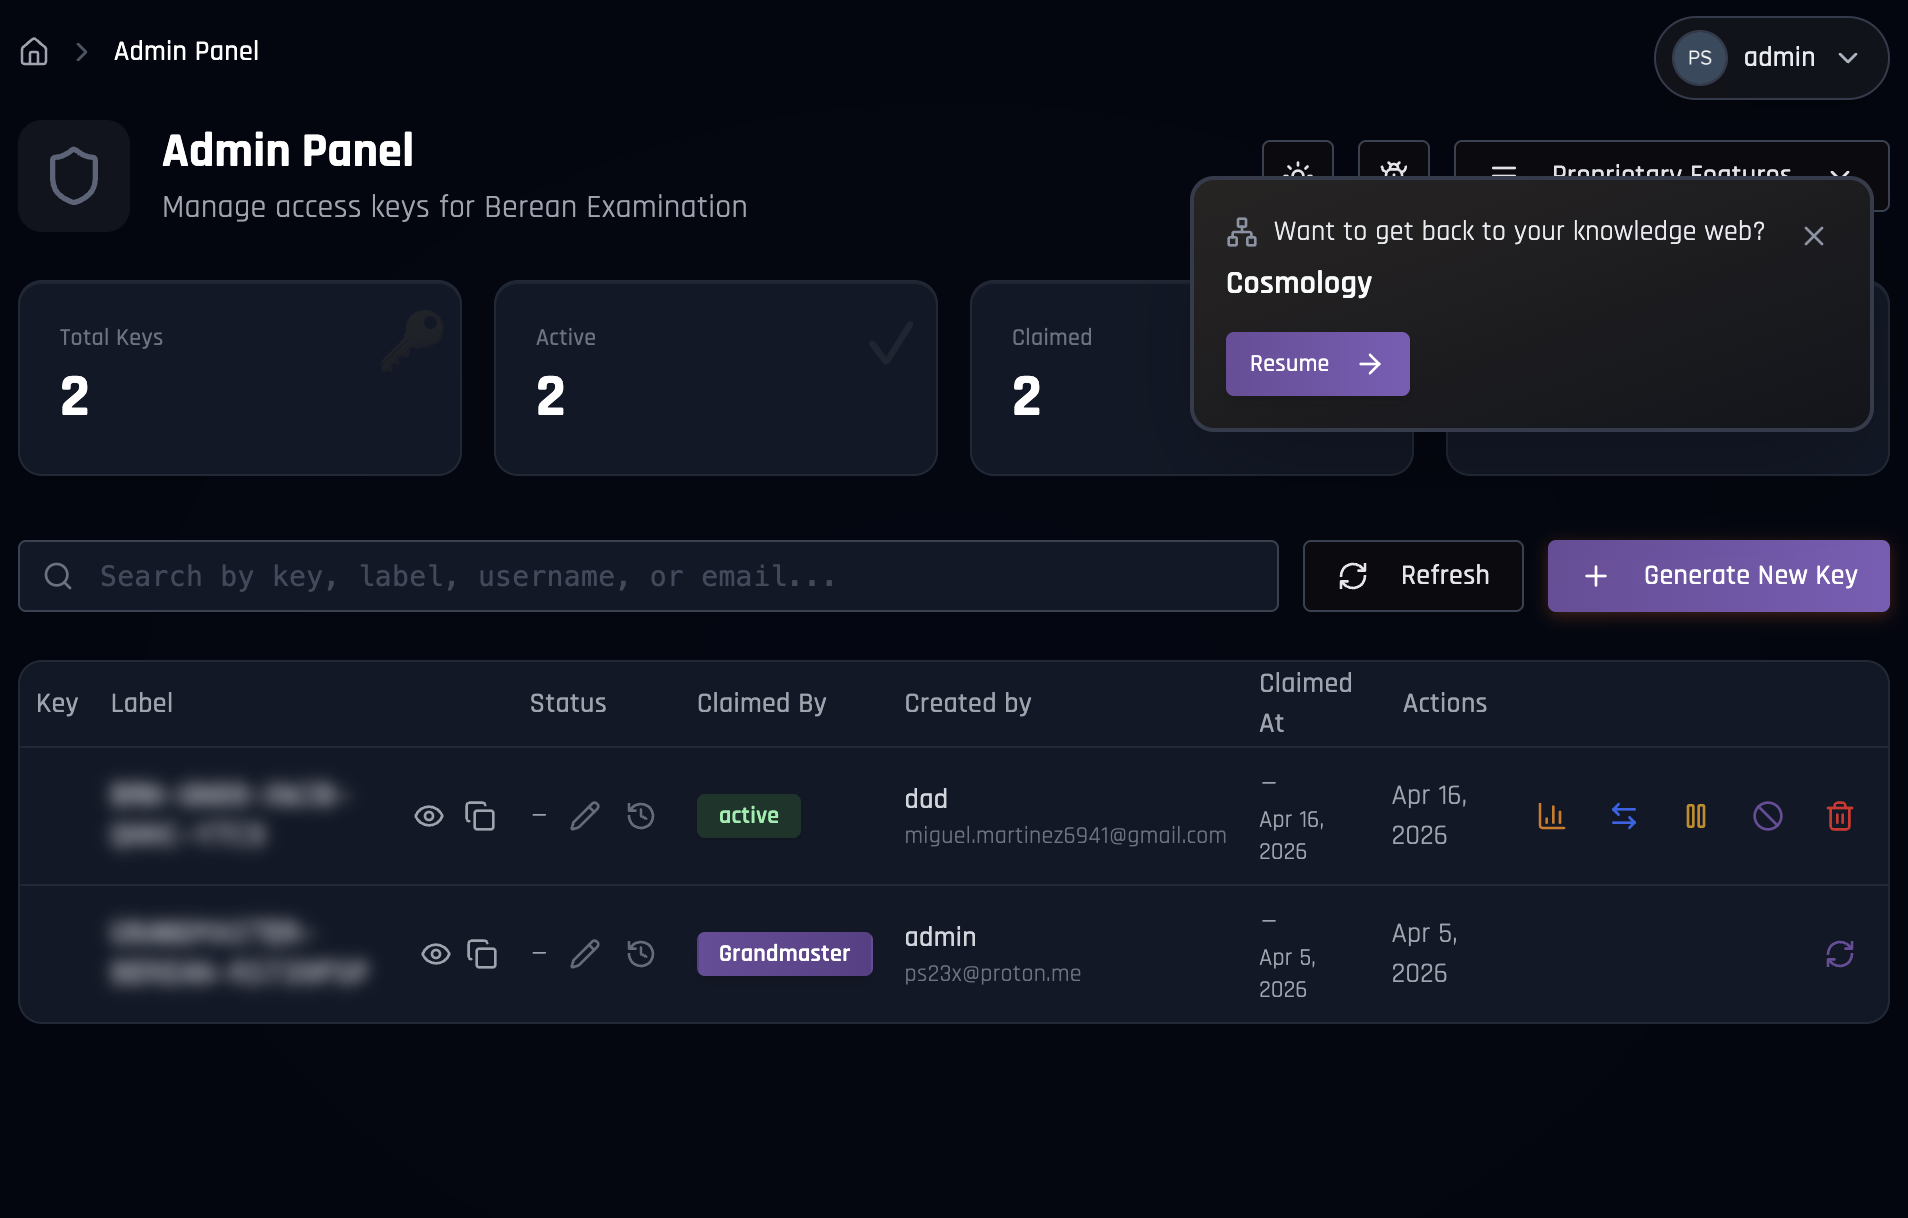 Admin Panel
PS admin
Admin Panel
Manage access keys for Berean Examination
Proprietary Features
Want to get back to your knowledge web?
Cosmology
Resume
Total Keys
2
Active
2
Claimed
2
Search by key, label, username, or email...
Refresh
Generate New Key
Key Label Status Claimed By Created by Claimed At Actions
– active dad – Apr 16, 2026
miguel.martinez6941@gmail.com Apr 16, 2026
– Grandmaster admin – Apr 5, 2026
ps23x@proton.me Apr 5, 2026